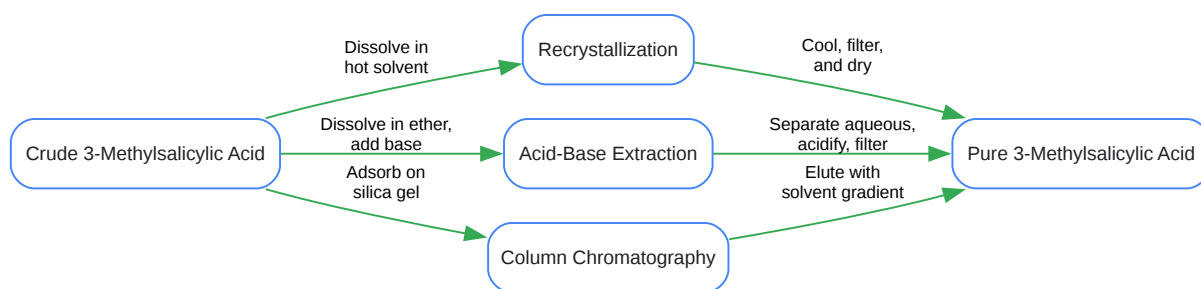 Dissolve in
hot solvent
Recrystallization
Cool, filter,
and dry
Crude 3-Methylsalicylic Acid
Dissolve in ether,
add base
Acid-Base Extraction
Separate aqueous,
acidify, filter
Pure 3-Methylsalicylic Acid
Adsorb on
silica gel
Column Chromatography
Elute with
solvent gradient